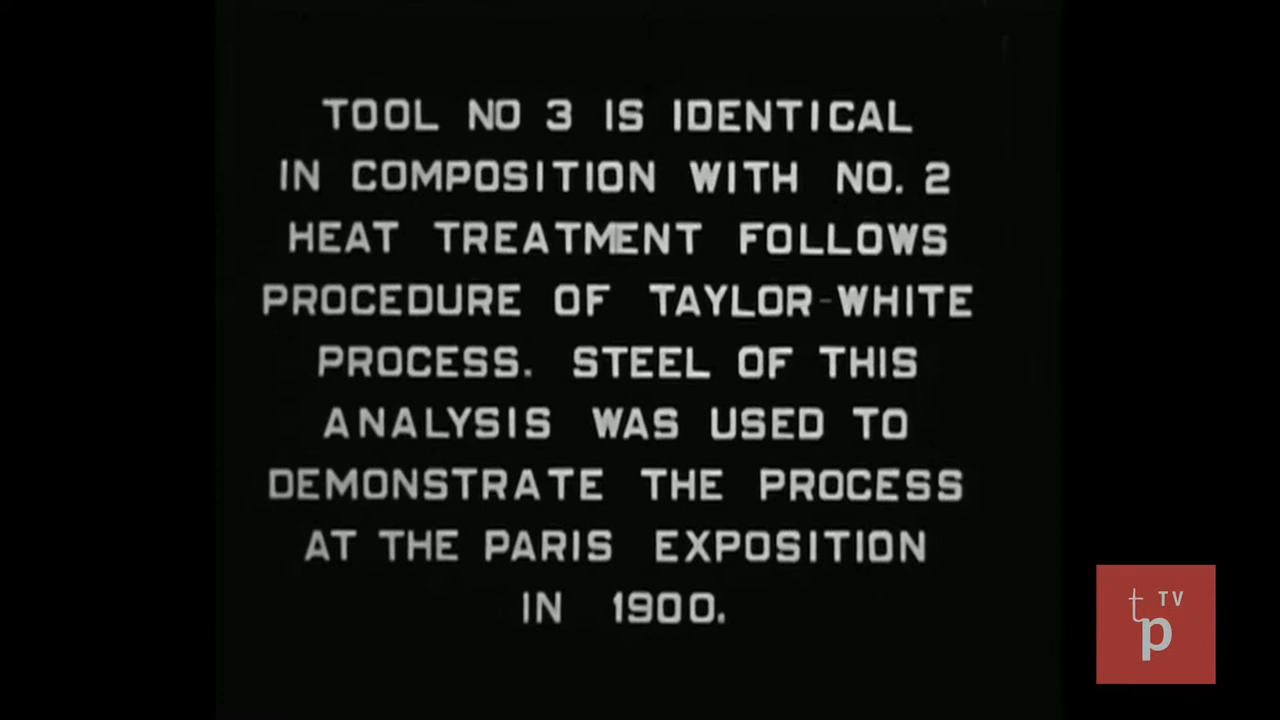 TOOL NO 3 IS IDENTICAL
IN COMPOSITION WITH NO. 2
HEAT TREATMENT FOLLOWS
PROCEDURE OF TAYLOR-WHITE
PROCESS. STEEL OF THIS
ANALYSIS WAS USED TO
DEMONSTRATE THE PROCESS
AT THE PARIS EXPOSITION
IN 1900.
tp TV